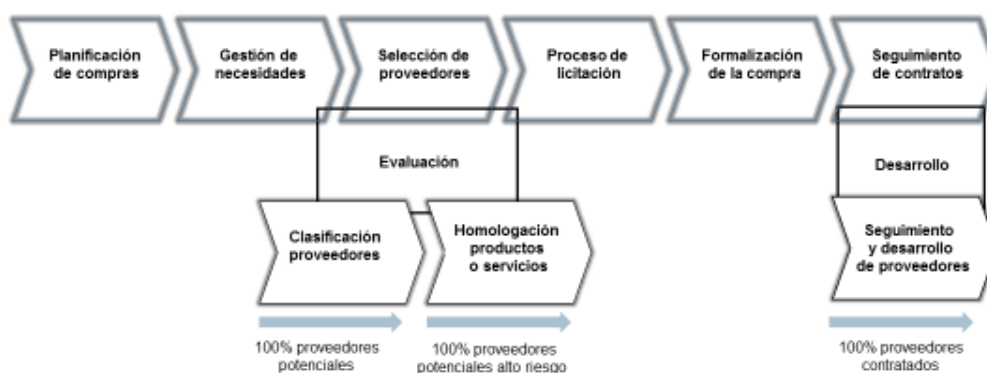 Planificación
de compras
Gestión de
necesidades
Selección de
proveedores
Proceso de
licitación
Formalización
de la compra
Seguimiento
de contratos
Evaluación
Desarrollo
Clasificación
proveedores
Homologación
productos
o servicios
Seguimiento
y desarrollo
de proveedores
100% proveedores
potenciales
100% proveedores
potenciales alto riesgo
100% proveedores
contratados